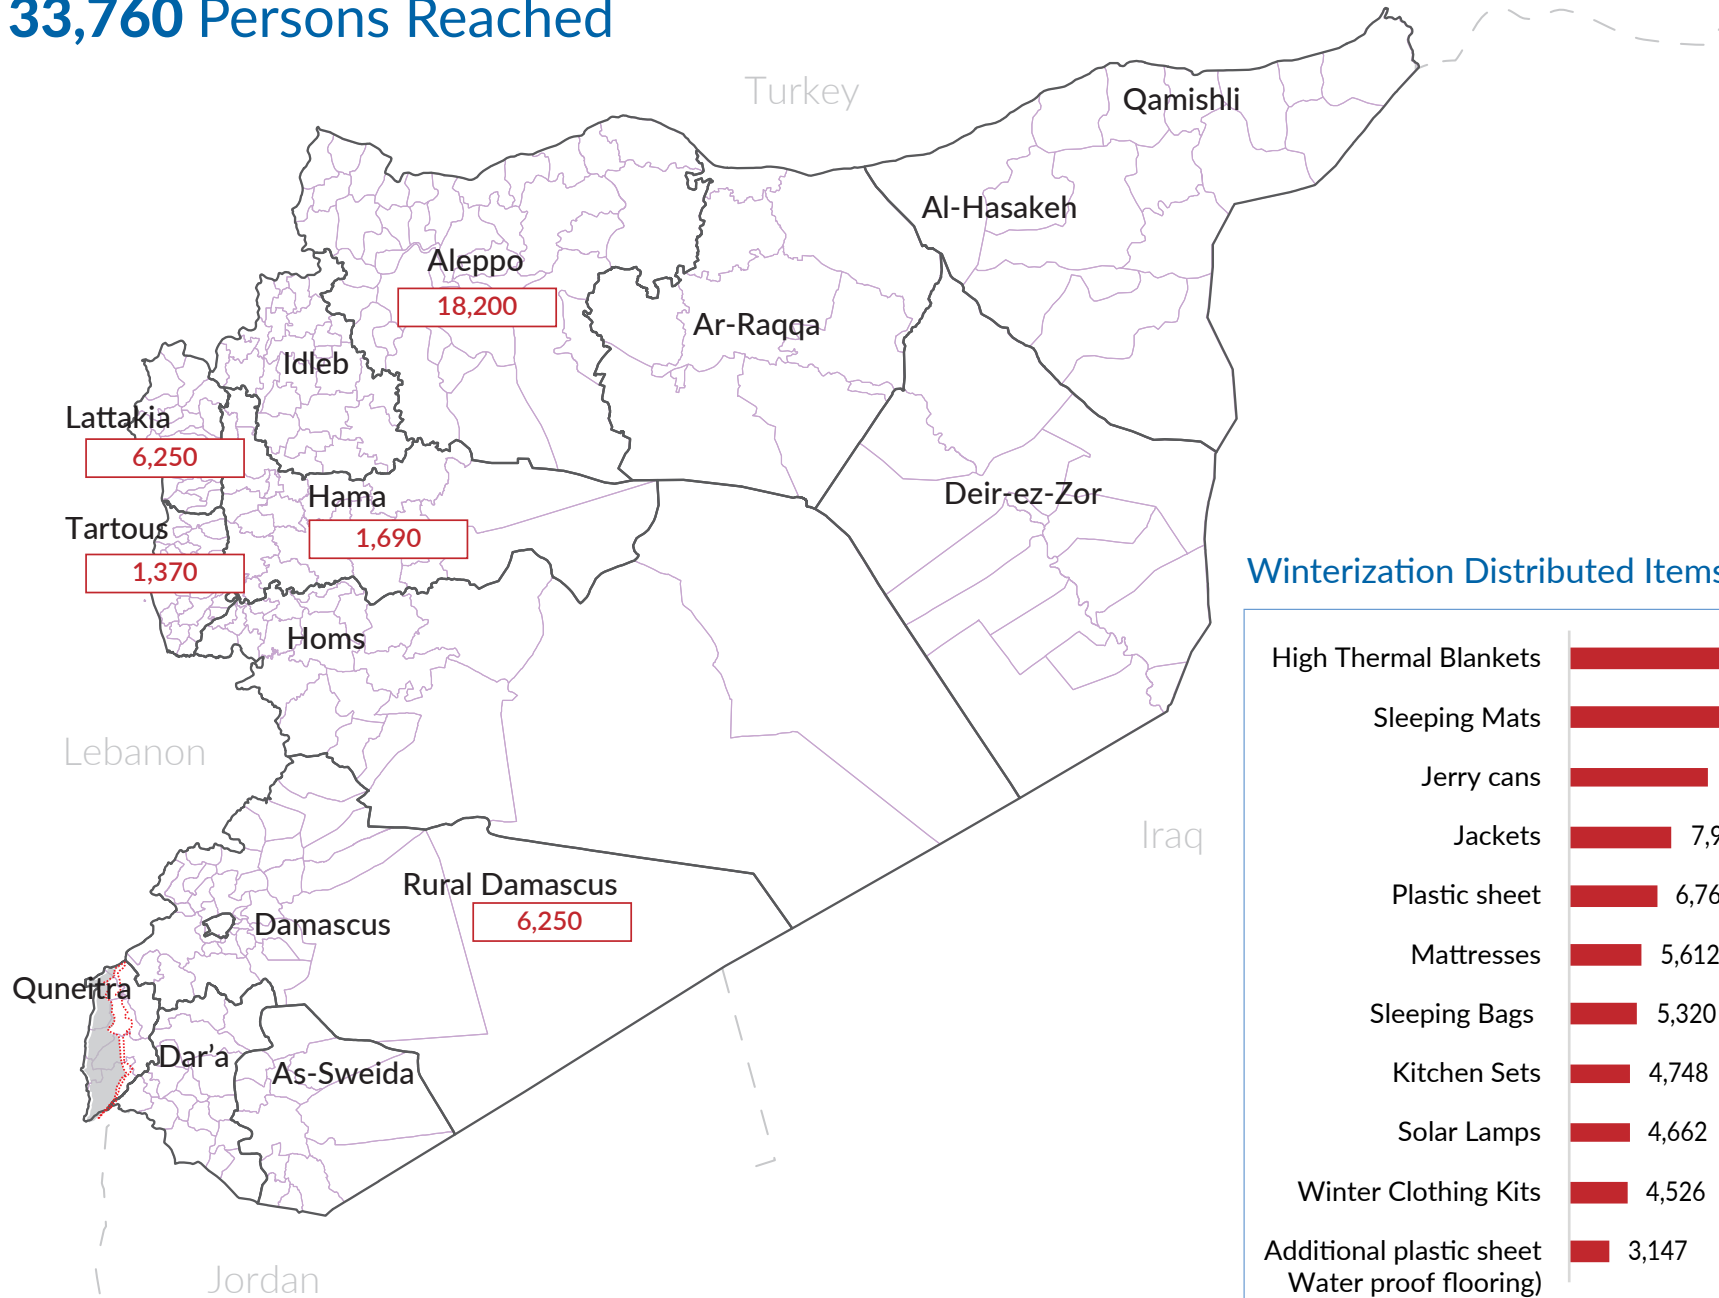 33,760 Persons Reached
Turkey
Qamishli
Al-Hasakeh
Aleppo
18,200
Ar-Raqqa
Idleb
Lattakia
6,250
Hama
1,690
Deir-ez-Zor
Tartous
1,370
Homs
Lebanon
Iraq
Rural Damascus
6,250
Damascus
Quneitra
Dar'a
As-Sweida
Jordan
Winterization Distributed Items
High Thermal Blankets
Sleeping Mats
Jerry cans
Jackets 7,9
Plastic sheet 6,76
Mattresses 5,612
Sleeping Bags 5,320
Kitchen Sets 4,748
Solar Lamps 4,662
Winter Clothing Kits 4,526
Additional plastic sheet 3,147
Water proof flooring)